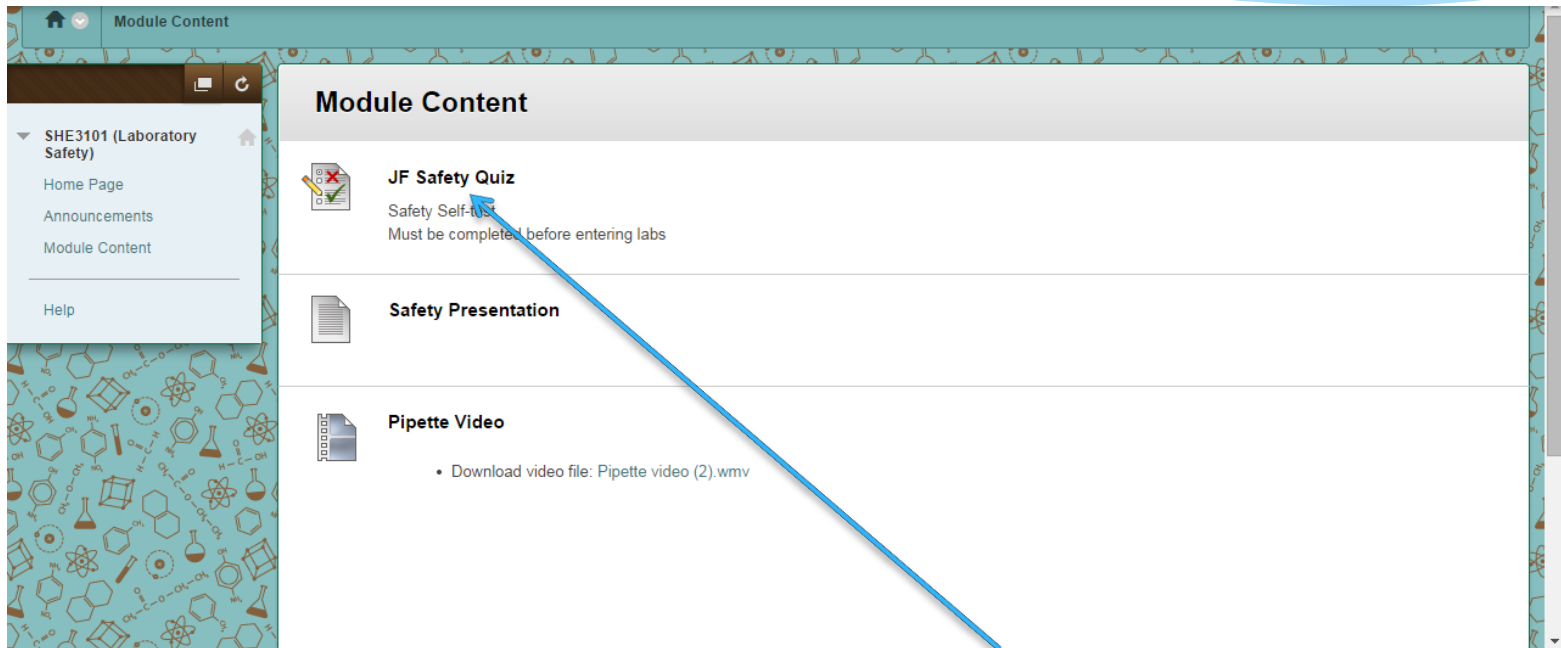 Module Content
SHE3101 (Laboratory
Safety)
Home Page
Announcements
Module Content
Help
Module Content
JF Safety Quiz
Safety Self-test
Must be completed before entering labs
Safety Presentation
Pipette Video
• Download video file: Pipette video (2).wmv